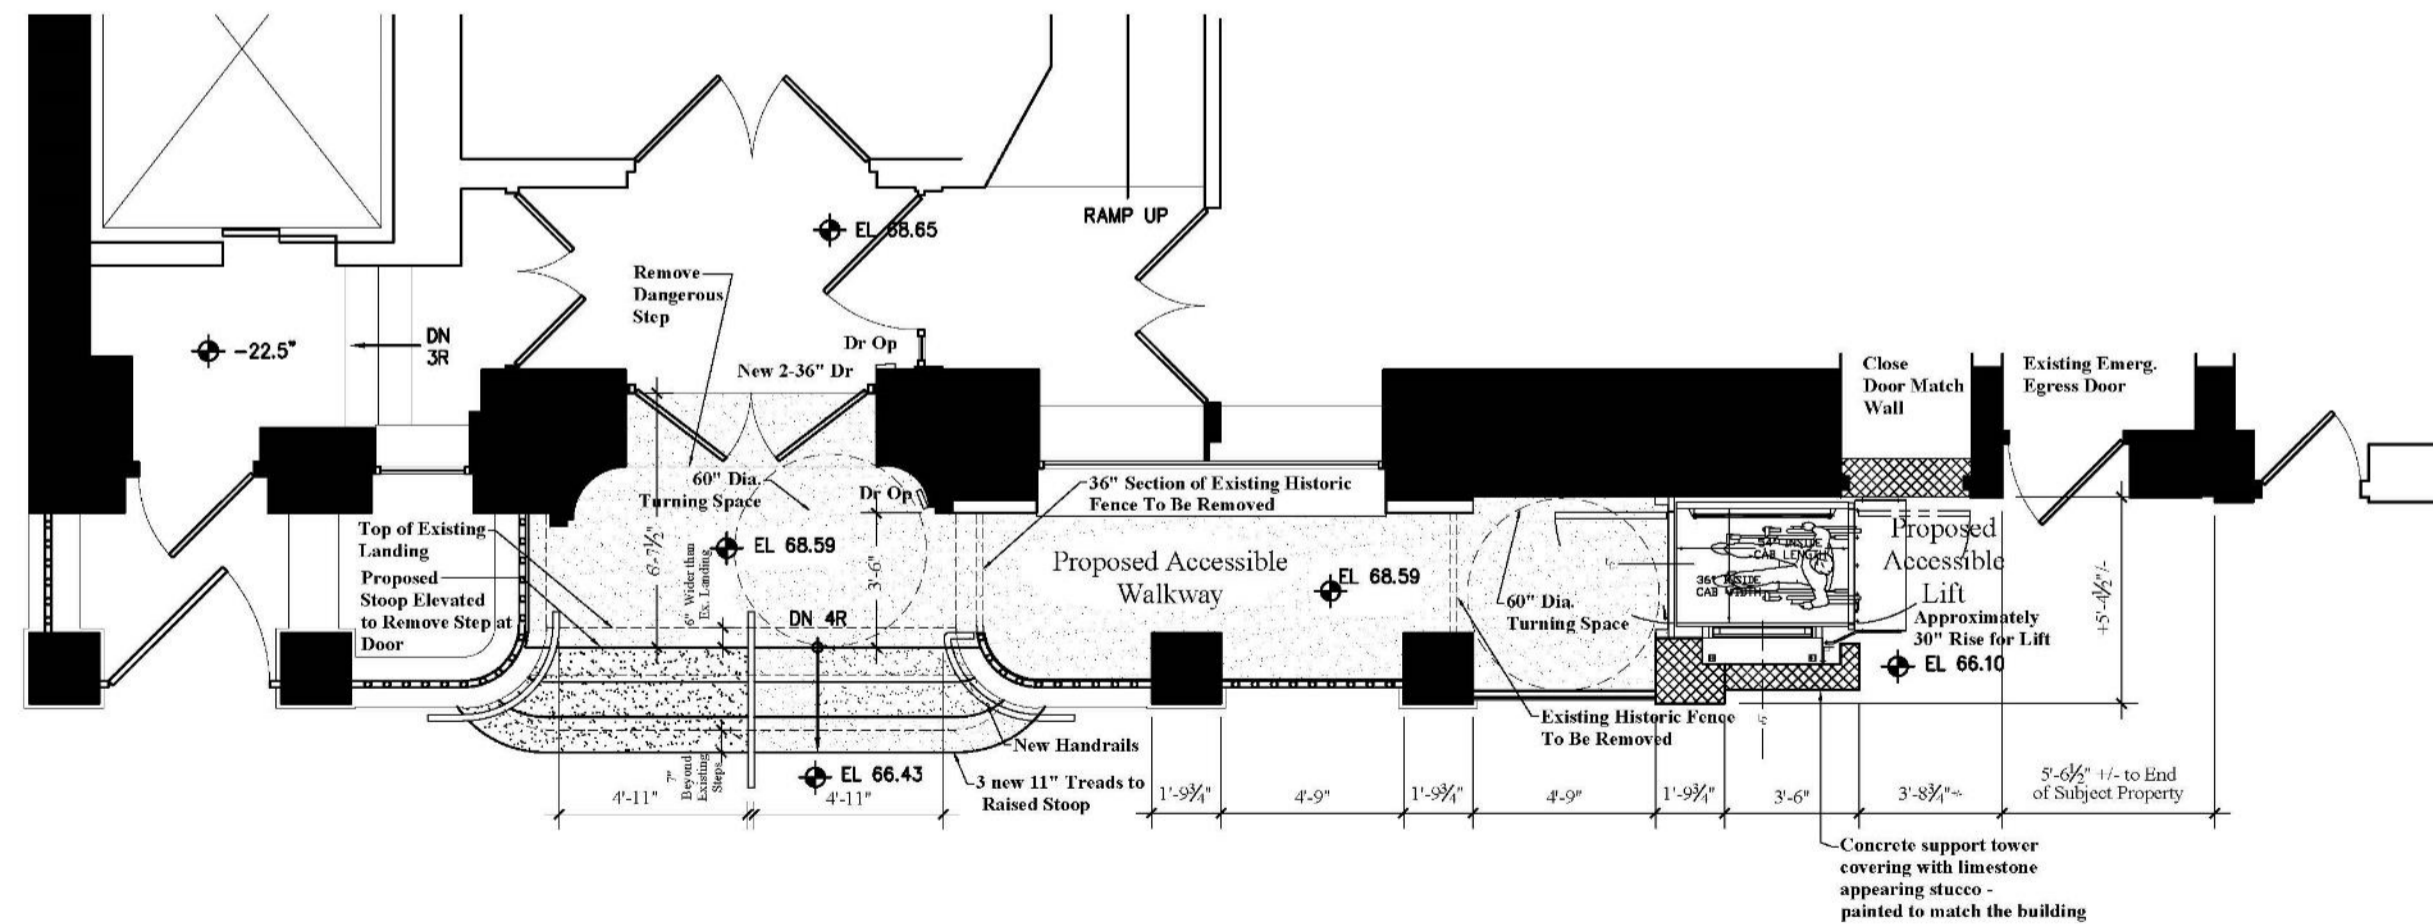 EL 68.65
RAMP UP
Remove
Dangerous
Step
-22.5"
DN
3R
Dr Op
New 2-36" Dr
Close
Door Match
Wall
Existing Emerg.
Egress Door
60" Dia.
Turning Space
Dr Op
36" Section of Existing Historic
Fence To Be Removed
Top of Existing
Landing
Proposed
Stoop Elevated
to Remove Step at
Door
EL 68.59
6'-7½"
6" Wider than
Ex. Landing
3'-6"
DN 4R
Proposed Accessible
Walkway
EL 68.59
60" Dia.
Turning Space
54" INSIDE
CAB LENGTH
36" INSIDE
CAB WIDTH
Proposed
Accessible
Lift
Approximately
30" Rise for Lift
EL 66.10
+5'-4½"/-
Existing Historic Fence
To Be Removed
New Handrails
EL 66.43
7"
Beyond
Existing
Steps
3 new 11" Treads to
Raised Stoop
4'-11"
4'-11"
1'-9¾"
4'-9"
1'-9¾"
4'-9"
1'-9¾"
3'-6"
3'-8¾"+-
5'-6½" +/- to End
of Subject Property
Concrete support tower
covering with limestone
appearing stucco -
painted to match the building